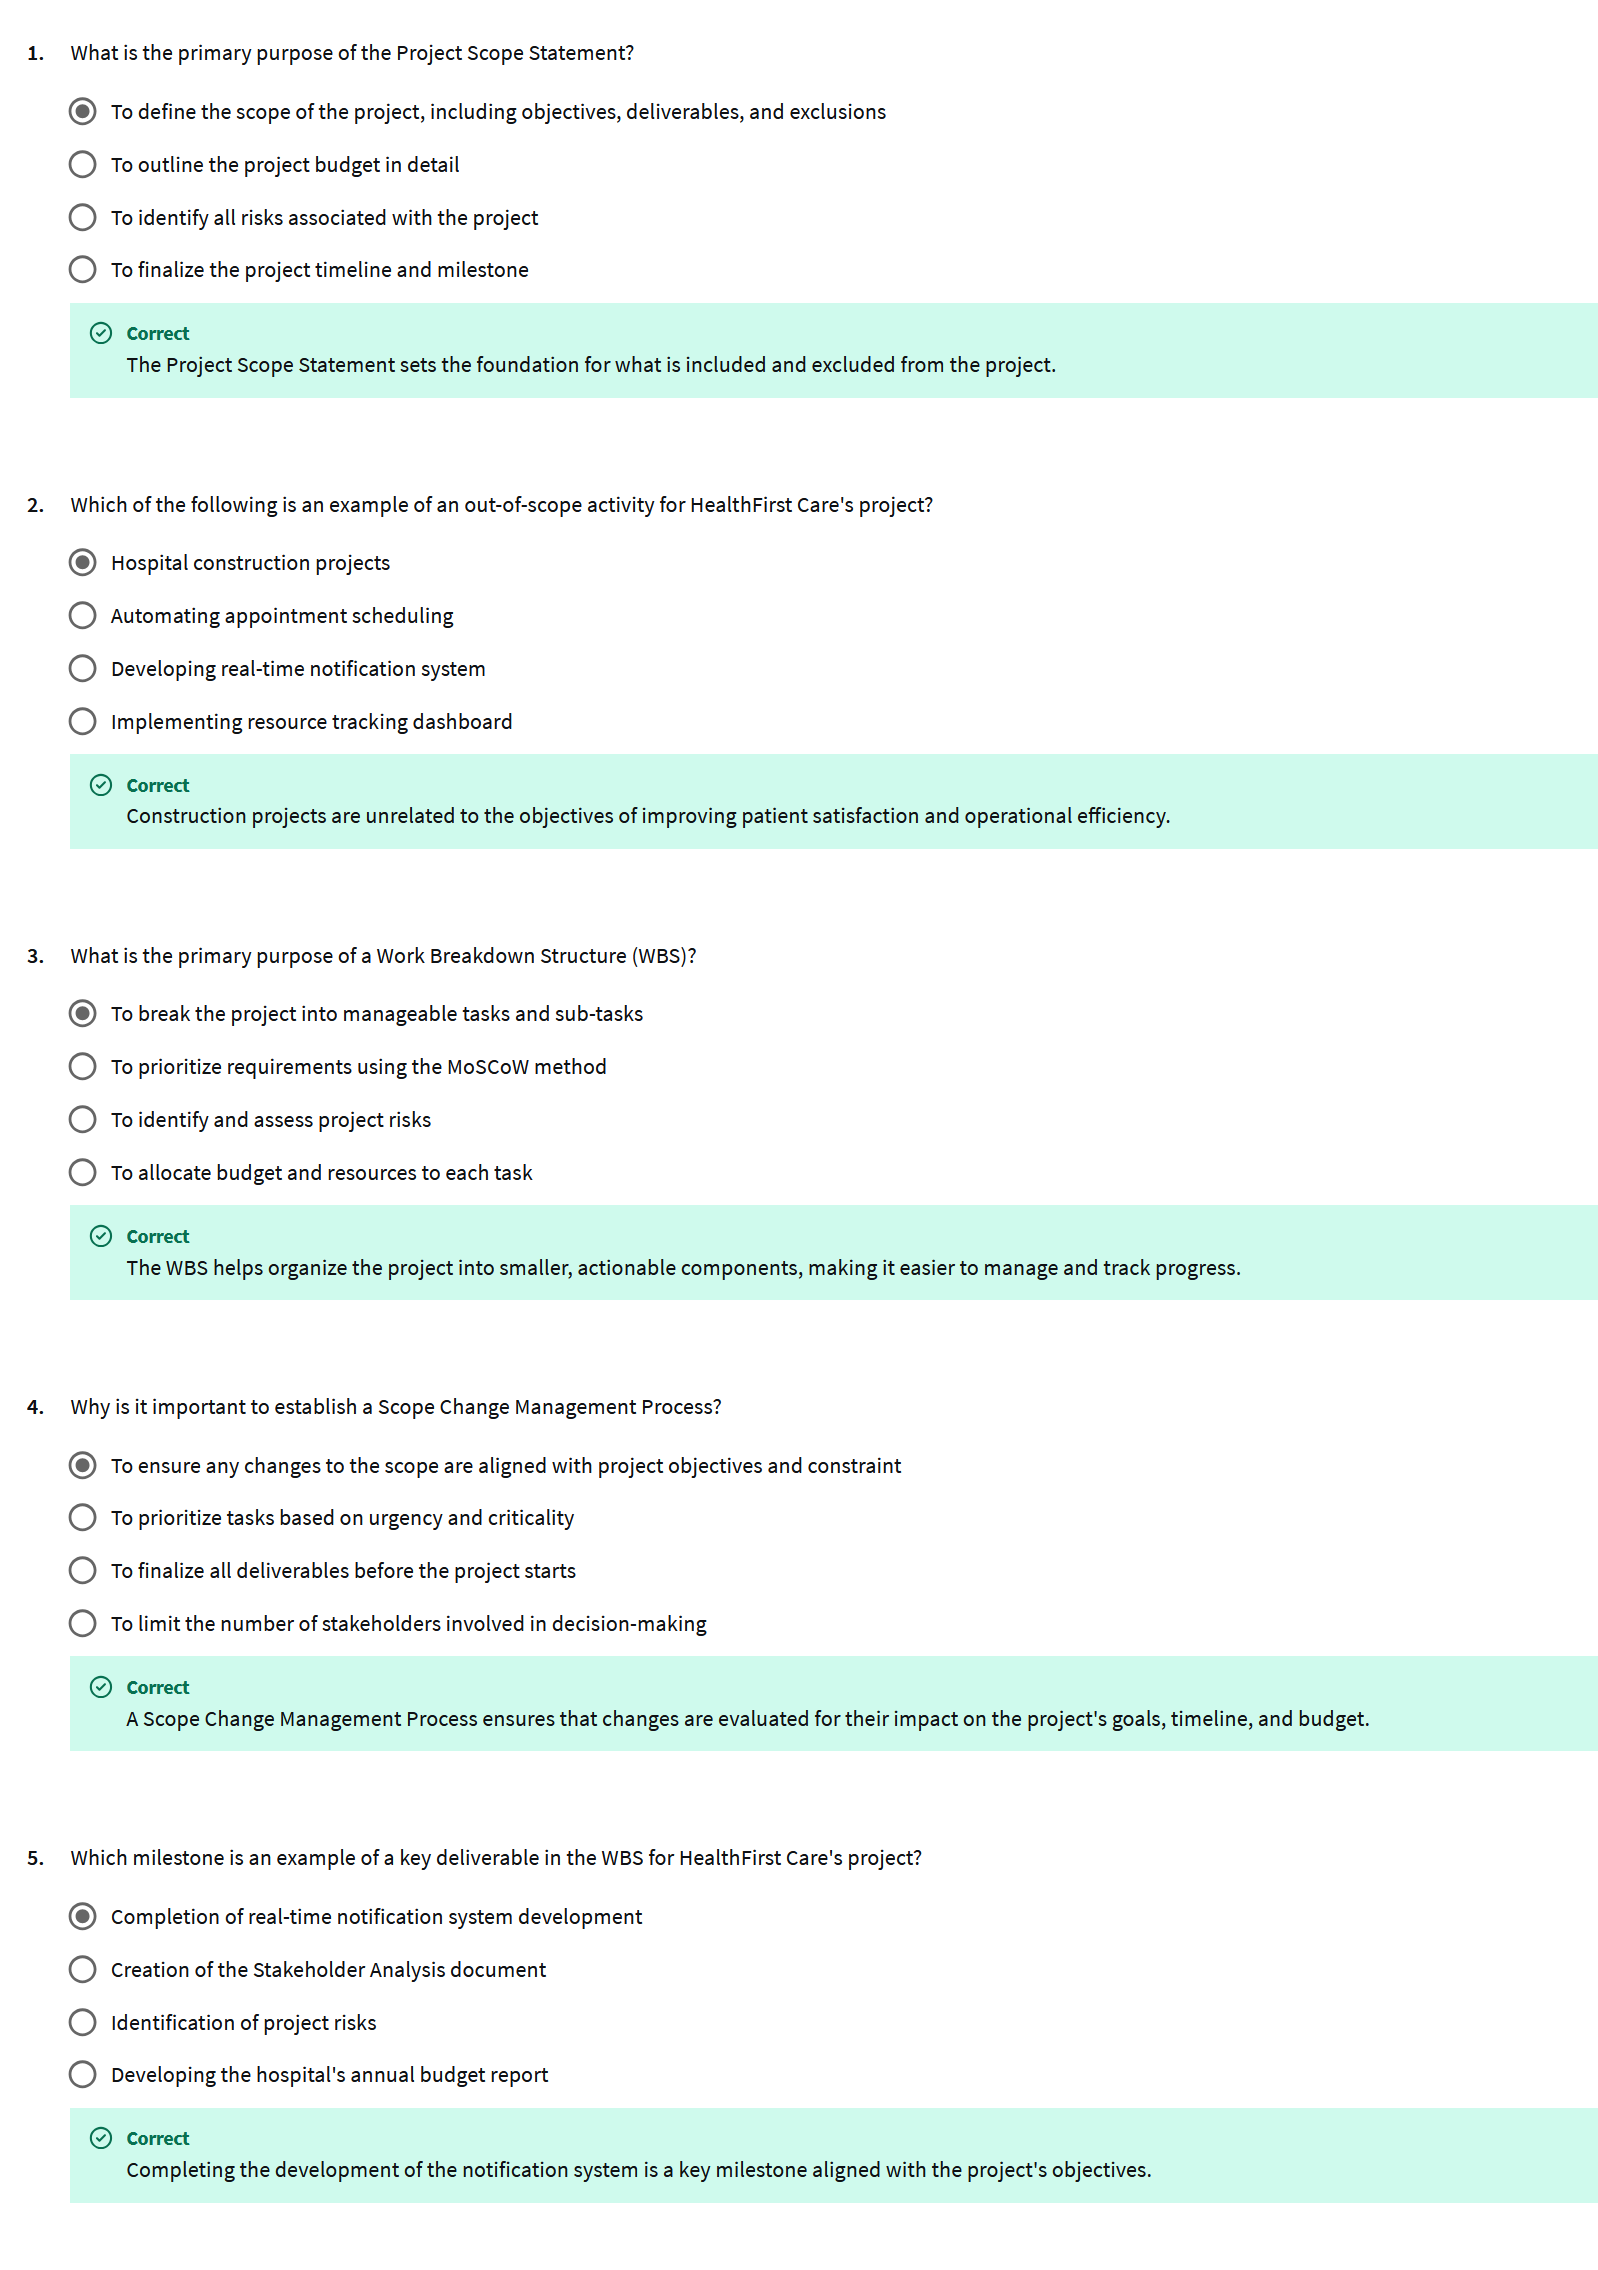 1. What is the primary purpose of the Project Scope Statement?
To define the scope of the project, including objectives, deliverables, and exclusions
To outline the project budget in detail
To identify all risks associated with the project
To finalize the project timeline and milestone
Correct
The Project Scope Statement sets the foundation for what is included and excluded from the project.
2. Which of the following is an example of an out-of-scope activity for HealthFirst Care's project?
Hospital construction projects
Automating appointment scheduling
Developing real-time notification system
Implementing resource tracking dashboard
Correct
Construction projects are unrelated to the objectives of improving patient satisfaction and operational efficiency.
3. What is the primary purpose of a Work Breakdown Structure (WBS)?
To break the project into manageable tasks and sub-tasks
To prioritize requirements using the MoSCoW method
To identify and assess project risks
To allocate budget and resources to each task
Correct
The WBS helps organize the project into smaller, actionable components, making it easier to manage and track progress.
4. Why is it important to establish a Scope Change Management Process?
To ensure any changes to the scope are aligned with project objectives and constraint
To prioritize tasks based on urgency and criticality
To finalize all deliverables before the project starts
To limit the number of stakeholders involved in decision-making
Correct
A Scope Change Management Process ensures that changes are evaluated for their impact on the project's goals, timeline, and budget.
5. Which milestone is an example of a key deliverable in the WBS for HealthFirst Care's project?
Completion of real-time notification system development
Creation of the Stakeholder Analysis document
Identification of project risks
Developing the hospital's annual budget report
Correct
Completing the development of the notification system is a key milestone aligned with the project's objectives.